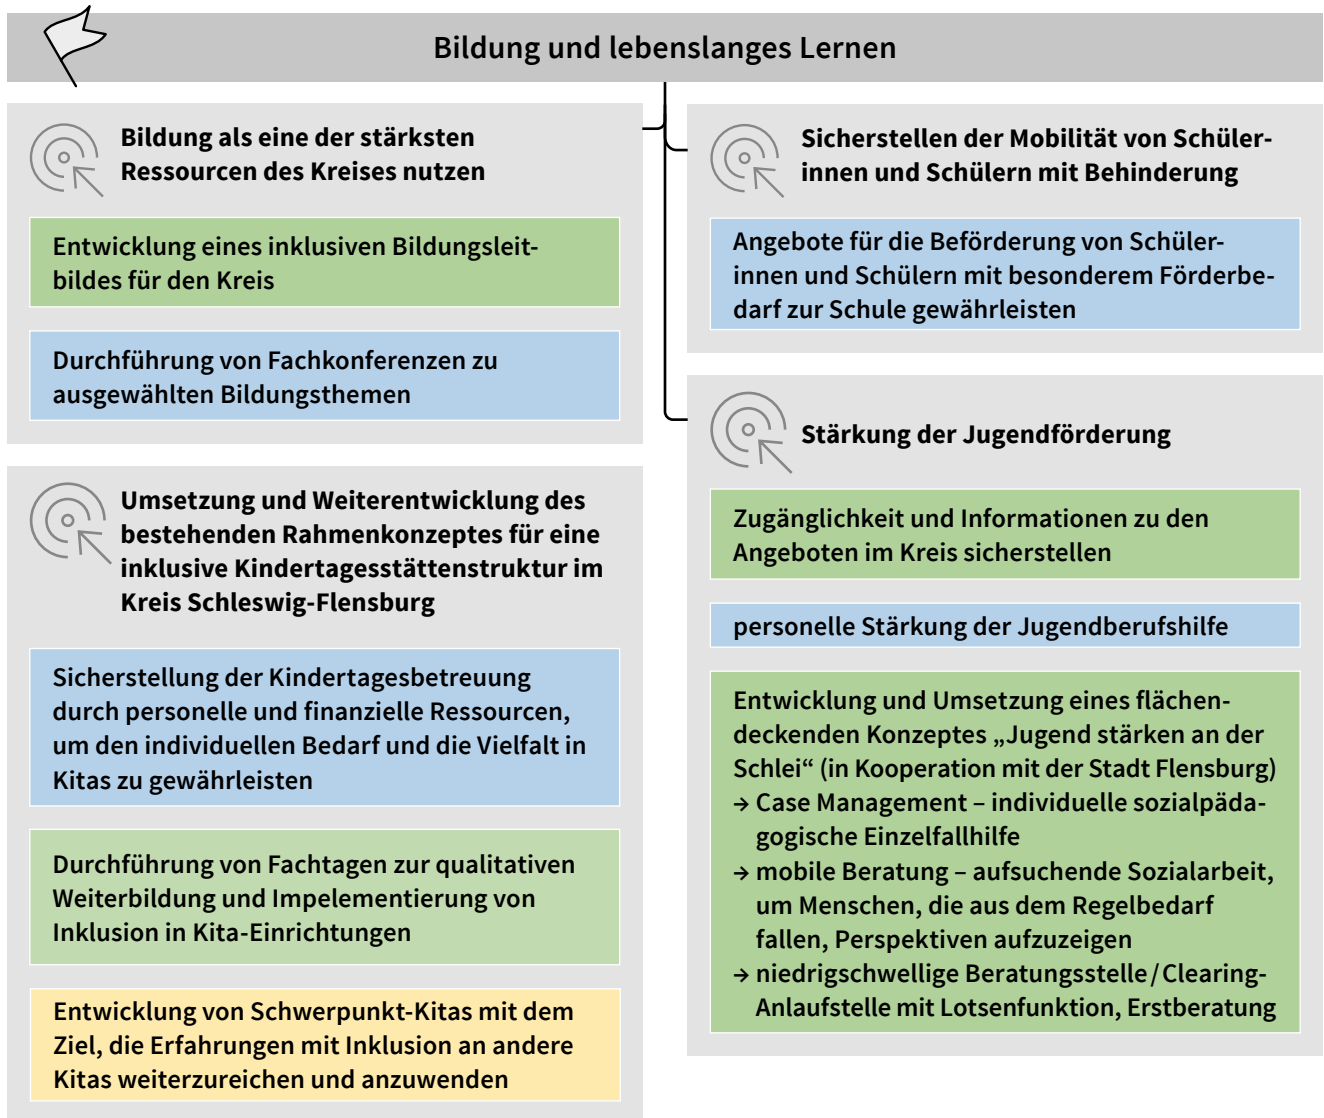 Bildung und lebenslanges Lernen
Bildung als eine der stärksten
Ressourcen des Kreises nutzen
Entwicklung eines inklusiven Bildungsleit-
bildes für den Kreis
Durchführung von Fachkonferenzen zu
ausgewählten Bildungsthemen
Umsetzung und Weiterentwicklung des
bestehenden Rahmenkonzeptes für eine
inklusive Kindertagesstättenstruktur im
Kreis Schleswig-Flensburg
Sicherstellung der Kindertagesbetreuung
durch personelle und finanzielle Ressourcen,
um den individuellen Bedarf und die Vielfalt in
Kitas zu gewährleisten
Durchführung von Fachtagen zur qualitativen
Weiterbildung und Impelementierung von
Inklusion in Kita-Einrichtungen
Entwicklung von Schwerpunkt-Kitas mit dem
Ziel, die Erfahrungen mit Inklusion an andere
Kitas weiterzureichen und anzuwenden
Sicherstellen der Mobilität von Schüler-
innen und Schülern mit Behinderung
Angebote für die Beförderung von Schüler-
innen und Schülern mit besonderem Förderbe-
darf zur Schule gewährleisten
Stärkung der Jugendförderung
Zugänglichkeit und Informationen zu den
Angeboten im Kreis sicherstellen
personelle Stärkung der Jugendberufshilfe
Entwicklung und Umsetzung eines flächen-
deckenden Konzeptes „Jugend stärken an der
Schlei“ (in Kooperation mit der Stadt Flensburg)
→ Case Management – individuelle sozialpäda-
gogische Einzelfallhilfe
→ mobile Beratung – aufsuchende Sozialarbeit,
um Menschen, die aus dem Regelbedarf
fallen, Perspektiven aufzuzeigen
→ niedrigschwellige Beratungsstelle / Clearing-
Anlaufstelle mit Lotsenfunktion, Erstberatung